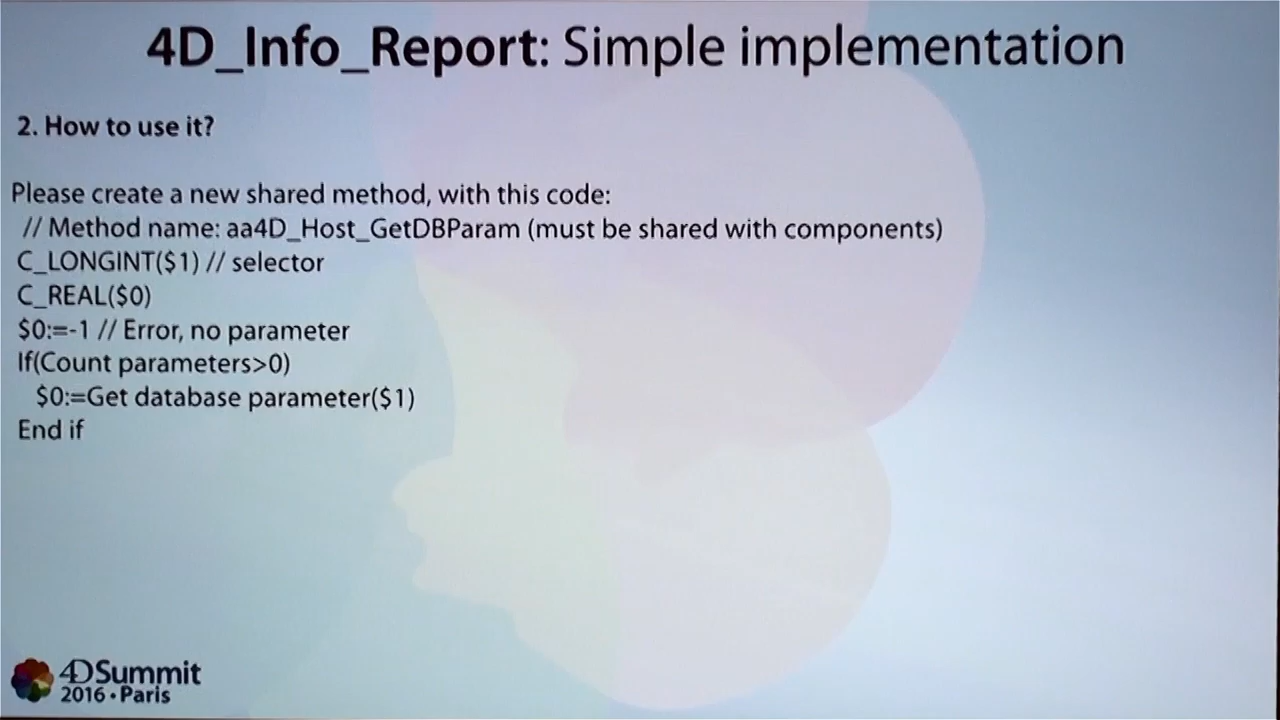 4D_Info_Report: Simple implementation
2. How to use it?
Please create a new shared method, with this code:
// Method name: aa4D_Host_GetDBParam (must be shared with components)
C_LONGINT($1) // selector
C_REAL($0)
$0:=-1 // Error, no parameter
If(Count parameters>0)
$0:=Get database parameter($1)
End if
4D Summit
2016 • Paris